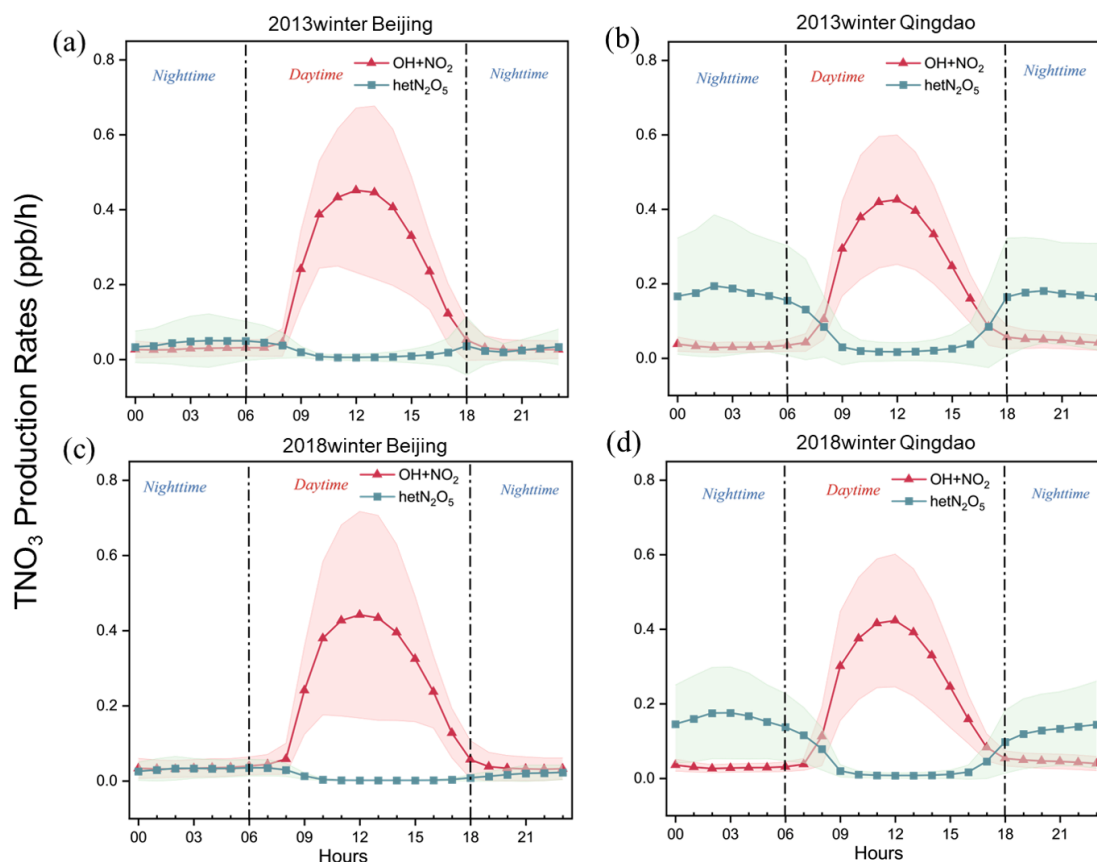 TNO₃ Production Rates (ppb/h)
(a)
2013winter Beijing
Nighttime
Daytime
Nighttime
OH+NO₂
hetN₂O₅
0.8
0.6
0.4
0.2
0.0
00 03 06 09 12 15 18 21
(b)
2013winter Qingdao
Nighttime
Daytime
Nighttime
OH+NO₂
hetN₂O₅
0.8
0.6
0.4
0.2
0.0
00 03 06 09 12 15 18 21
(c)
2018winter Beijing
Nighttime
Daytime
Nighttime
OH+NO₂
hetN₂O₅
0.8
0.6
0.4
0.2
0.0
00 03 06 09 12 15 18 21
Hours
(d)
2018winter Qingdao
Nighttime
Daytime
Nighttime
OH+NO₂
hetN₂O₅
0.8
0.6
0.4
0.2
0.0
00 03 06 09 12 15 18 21
Hours